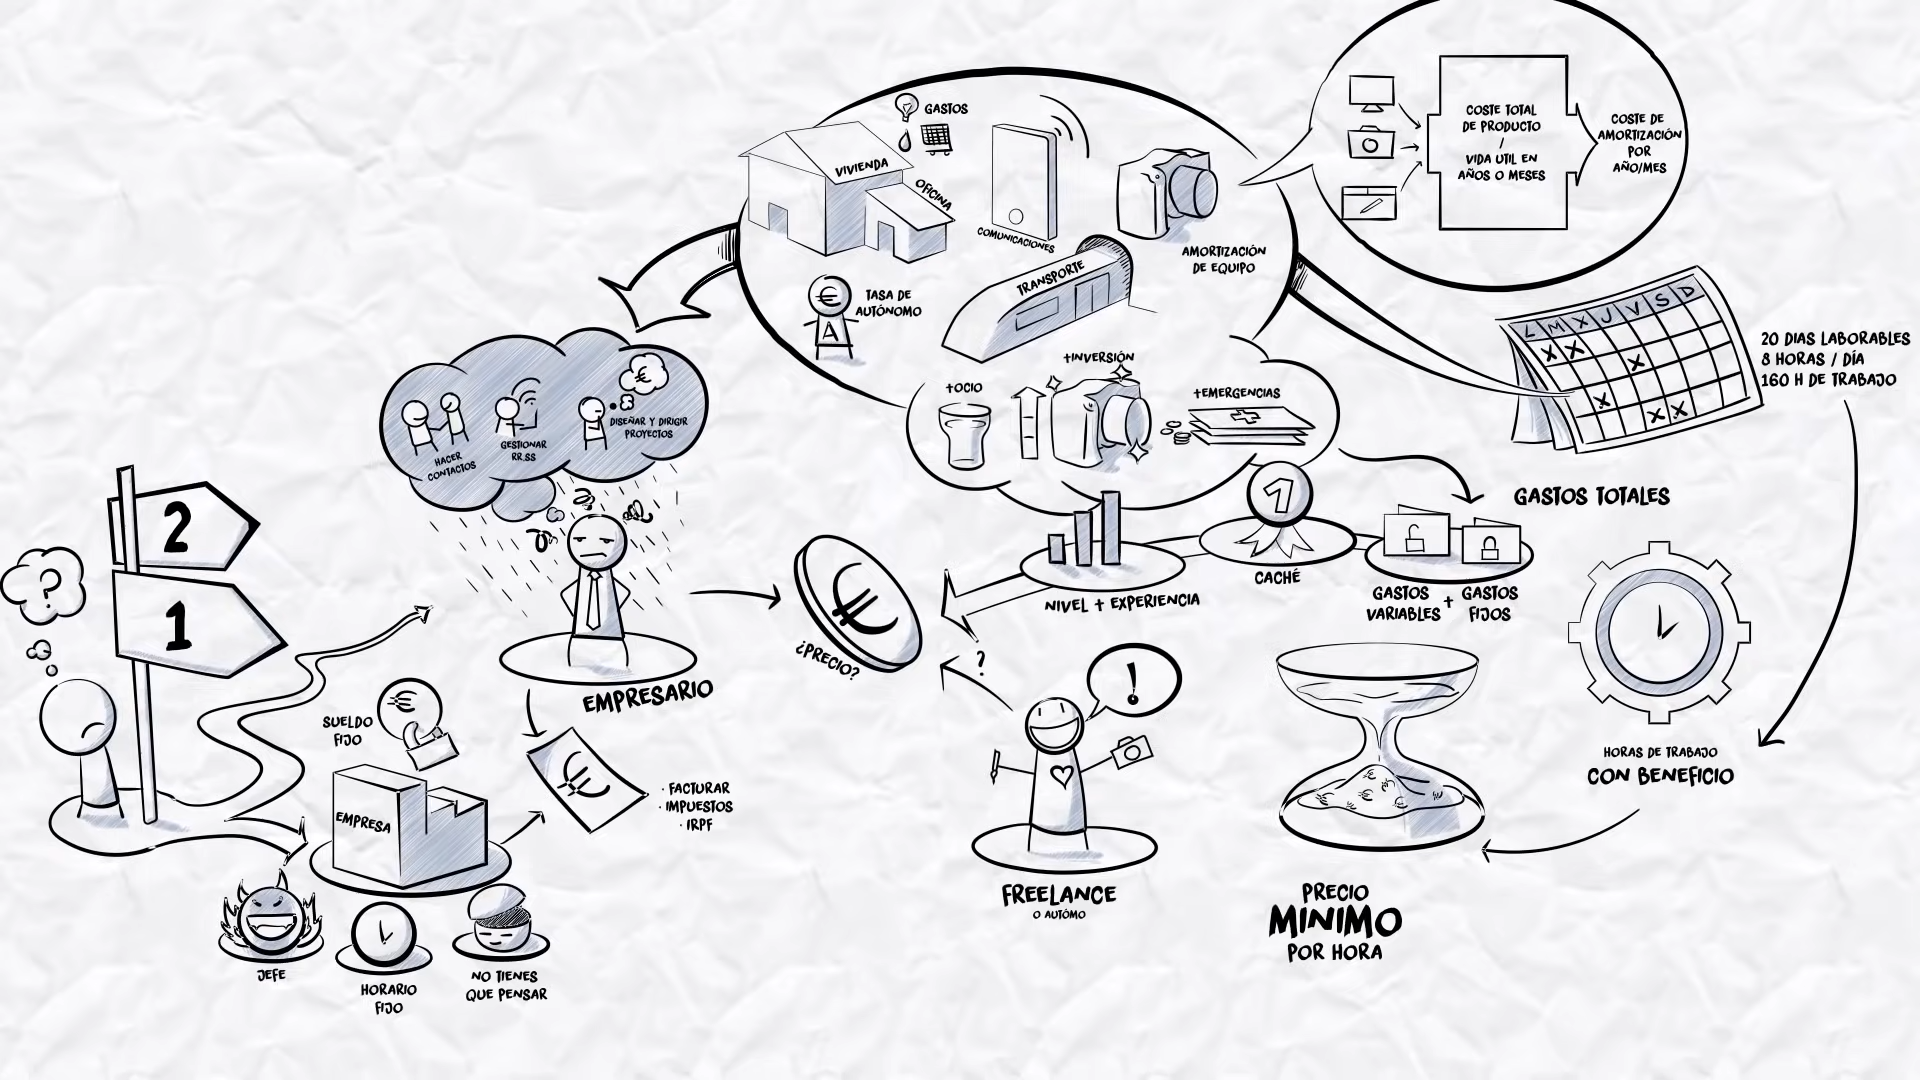 2
1
?
SUELDO
FIJO
€
EMPRESA
JEFE
HORARIO
FIJO
NO TIENES
QUE PENSAR
HACER
CONTACTOS
GESTIONAR
RR.SS
€
DISEÑAR Y DIRIGIR
PROYECTOS
EMPRESARIO
€
· FACTURAR
· IMPUESTOS
· IRPF
€
¿PRECIO?
GASTOS
VIVIENDA
OFICINA
COMUNICACIONES
AMORTIZACIÓN
DE EQUIPO
€
A
TASA DE
AUTÓNOMO
TRANSPORTE
+OCIO
+INVERSIÓN
+EMERGENCIAS
COSTE TOTAL
DE PRODUCTO
/
VIDA UTIL EN
AÑOS O MESES
COSTE DE
AMORTIZACIÓN
POR
AÑO/MES
L M X J V S D
20 DIAS LABORABLES
8 HORAS / DÍA
160 H DE TRABAJO
NIVEL + EXPERIENCIA
1
CACHÉ
GASTOS TOTALES
GASTOS
VARIABLES
+
GASTOS
FIJOS
?
!
FREELANCE
O AUTÓMO
HORAS DE TRABAJO
CON BENEFICIO
€ € € €
PRECIO
MINIMO
POR HORA